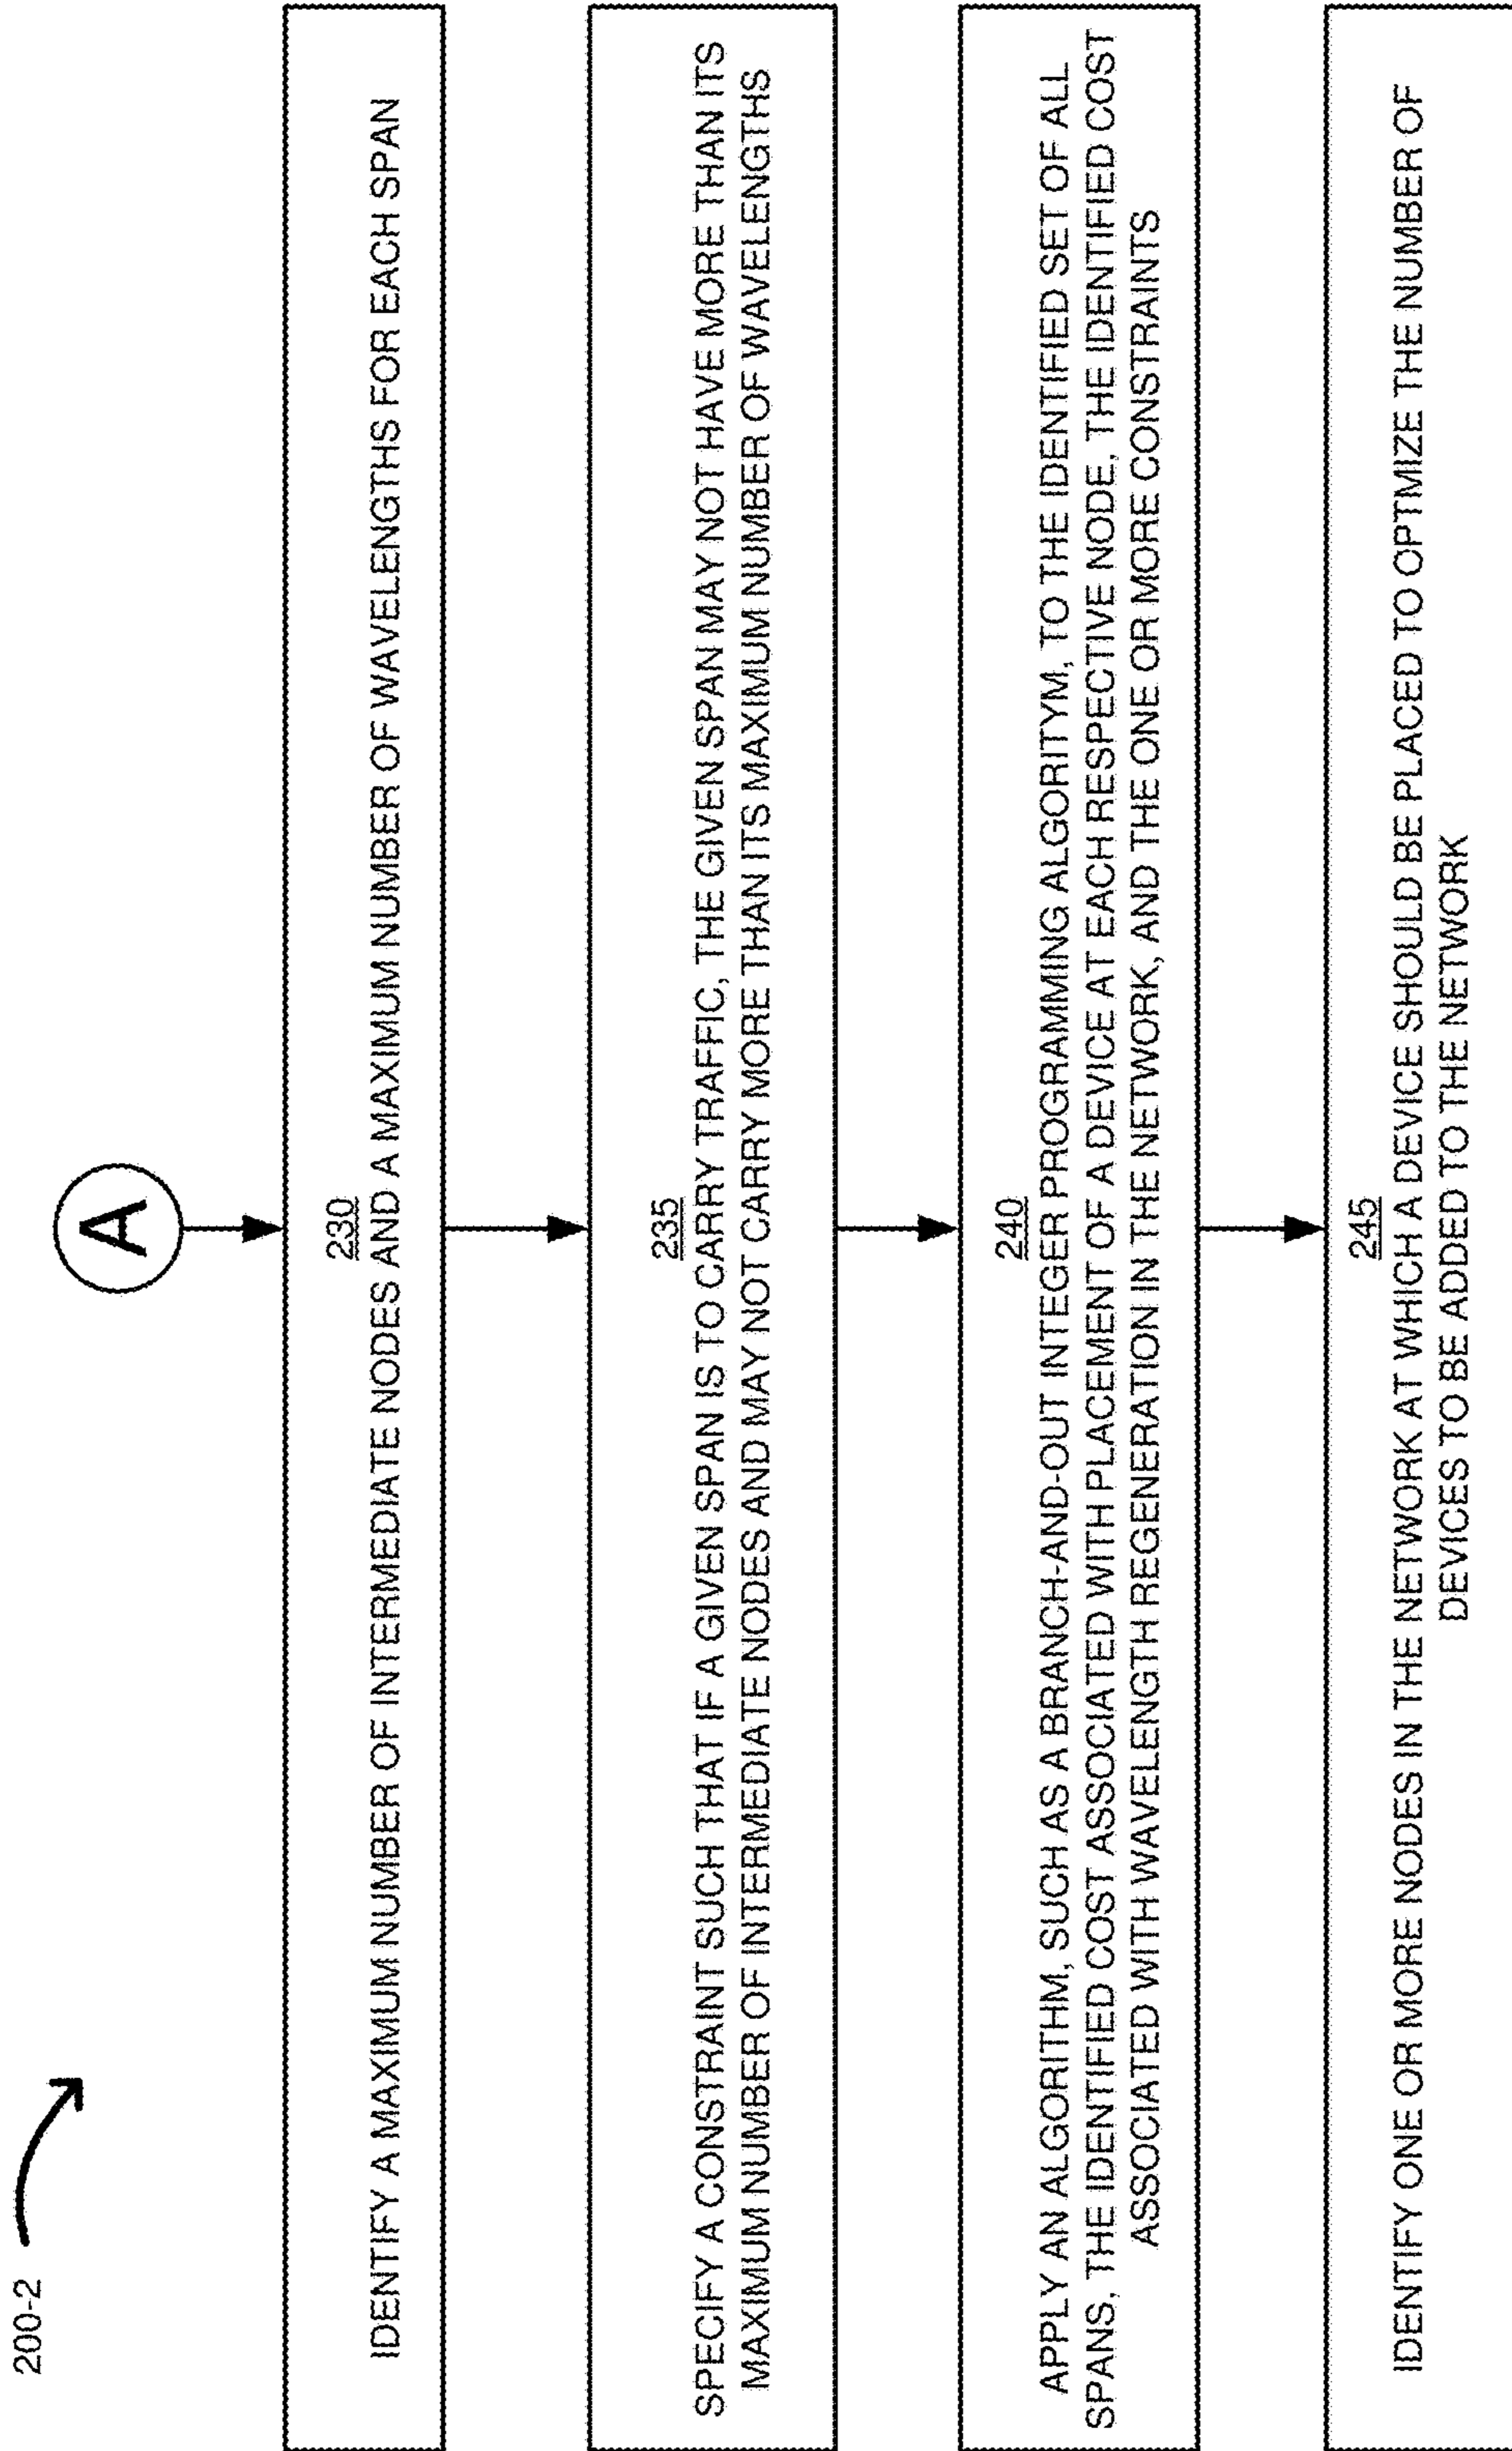 200-2
A
230
IDENTIFY A MAXIMUM NUMBER OF INTERMEDIATE NODES AND A MAXIMUM NUMBER OF WAVELENGTHS FOR EACH SPAN
235
SPECIFY A CONSTRAINT SUCH THAT IF A GIVEN SPAN IS TO CARRY TRAFFIC, THE GIVEN SPAN MAY NOT HAVE MORE THAN ITS
MAXIMUM NUMBER OF INTERMEDIATE NODES AND MAY NOT CARRY MORE THAN ITS MAXIMUM NUMBER OF WAVELENGTHS
240
APPLY AN ALGORITHM, SUCH AS A BRANCH-AND-OUT INTEGER PROGRAMMING ALGORITYM, TO THE IDENTIFIED SET OF ALL
SPANS, THE IDENTIFIED COST ASSOCIATED WITH PLACEMENT OF A DEVICE AT EACH RESPECTIVE NODE, THE IDENTIFIED COST
ASSOCIATED WITH WAVELENGTH REGENERATION IN THE NETWORK, AND THE ONE OR MORE CONSTRAINTS
245
IDENTIFY ONE OR MORE NODES IN THE NETWORK AT WHICH A DEVICE SHOULD BE PLACED TO OPTIMIZE THE NUMBER OF
DEVICES TO BE ADDED TO THE NETWORK